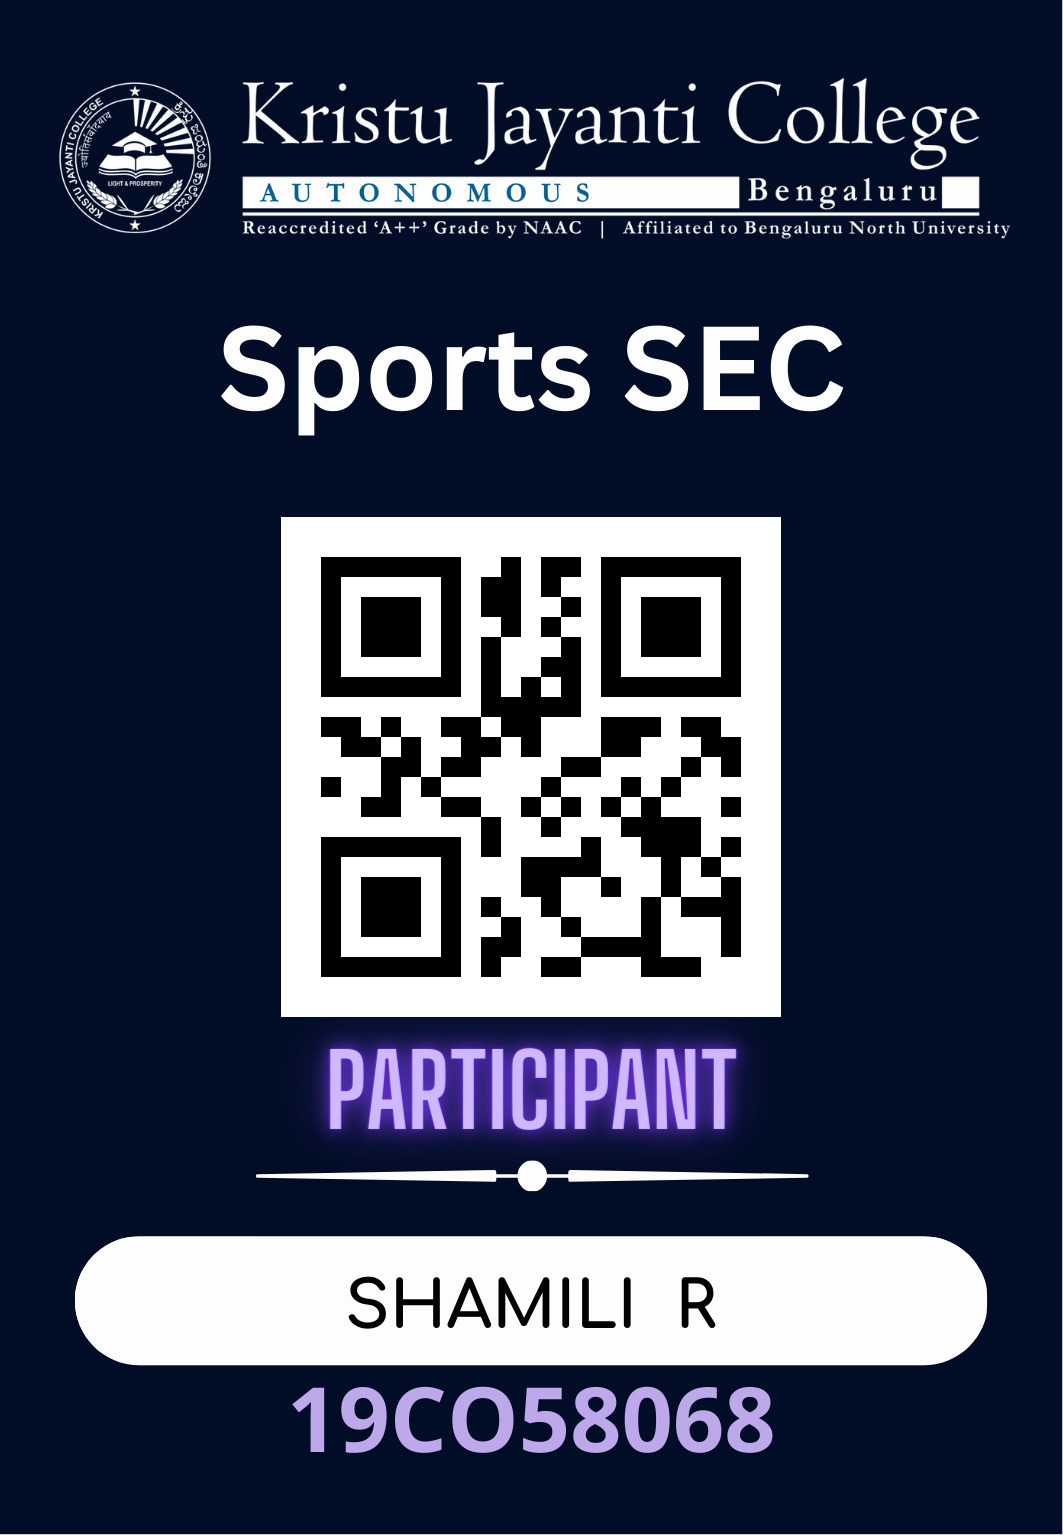 Kristu Jayanti College
AUTONOMOUS Bengaluru
Reaccredited ‘A++’ Grade by NAAC | Affiliated to Bengaluru North University
KRISTU JAYANTI COLLEGE
LIGHT & PROSPERITY
Sports SEC
PARTICIPANT
SHAMILI R
19CO58068